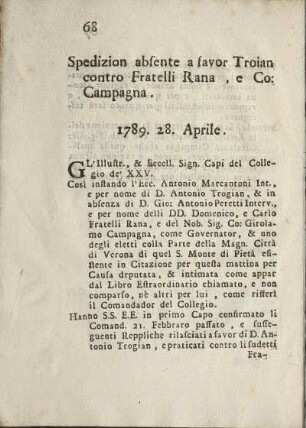 68
Spedizion absente a favor Troian
contro Fratelli Rana , e Co:
Campagna.
1789. 28. Aprile.
GL'Illustr., & Eccell. Sign. Capi del Colle-
gio de' XXV.
Così instando l'Ecc. Antonio Marcantoni Int.,
e per nome di D. Antonio Trogian, & in
absenza di D. Gio: Antonio Peretti Interv.,
e per nome delli DD. Domenico, e Carlo
Fratelli Rana, e del Nob. Sig. Co: Girola-
mo Campagna, come Governator, & uno
degli eletti colla Parte della Magn. Città
di Verona di quel S. Monte di Pietà esi-
stente in Citazione per questa mattina per
Causa deputata, & intimata come appar
dal Libro Estraordinario chiamato, e non
comparso, nè altri per lui, come rifferì
il Comandador del Collegio.
Hanno S.S. E.E. in primo Capo confirmato li
Comand. 21. Febbraro passato, e susse-
guenti Reppliche rilasciati a favor di D. An-
tonio Trogian, e praticati contro li sudetti
Fra-